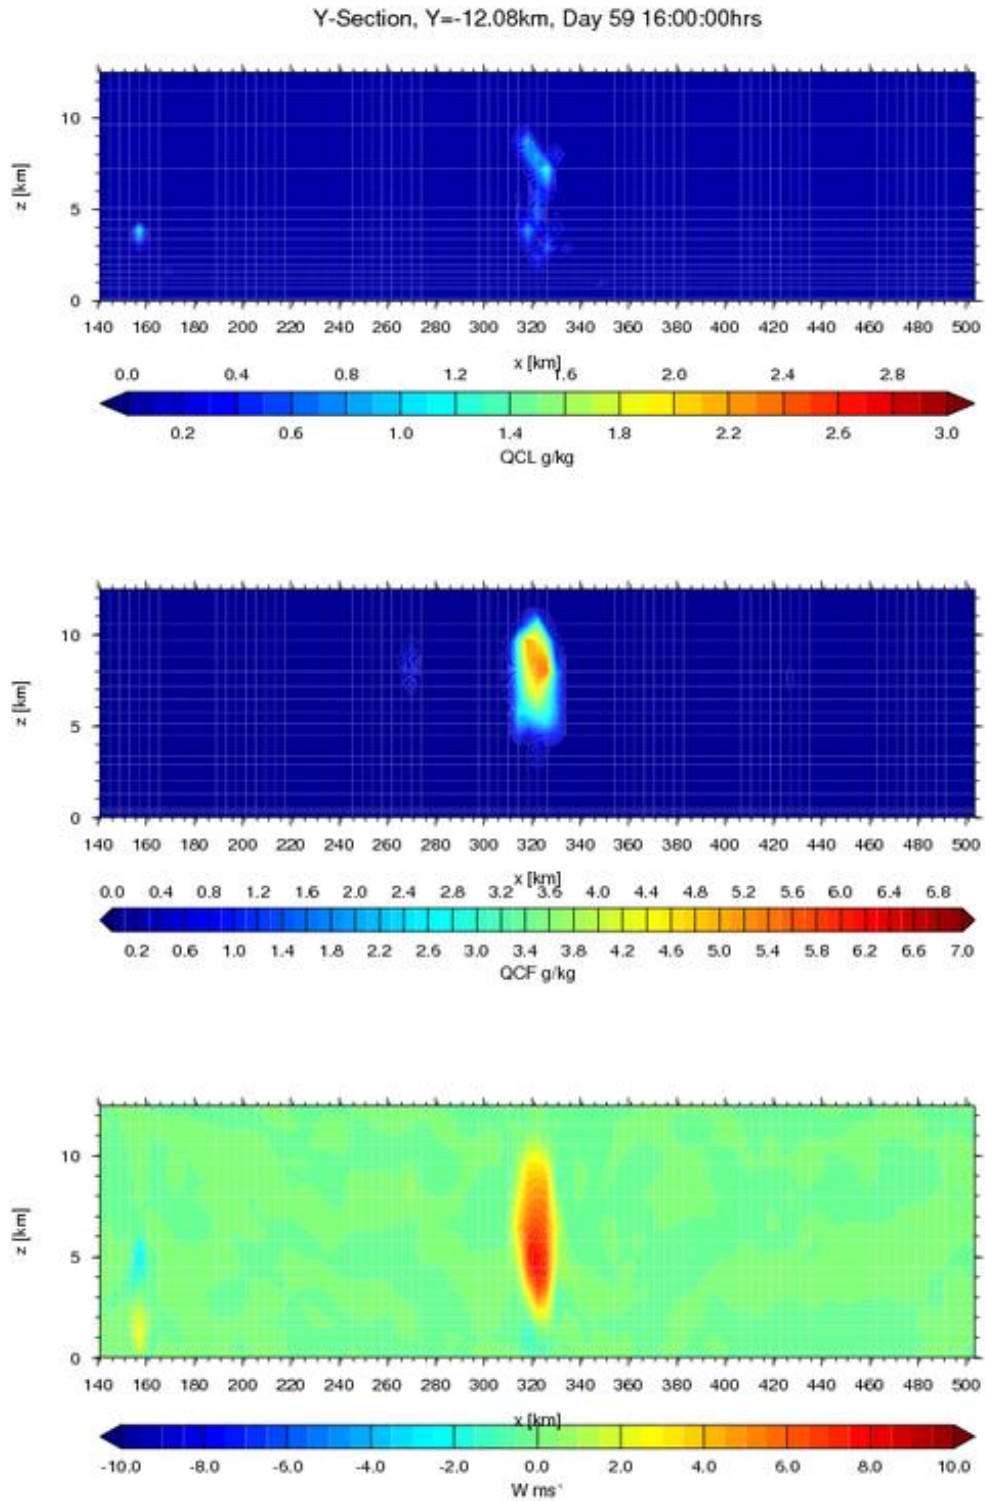 Y-Section, Y=-12.08km, Day 59 16:00:00hrs
10
z [km]
5
0
140 160 180 200 220 240 260 280 300 320 340 360 380 400 420 440 460 480 500
x [km]
0.0 0.4 0.8 1.2 1.6 2.0 2.4 2.8
0.2 0.6 1.0 1.4 1.8 2.2 2.6 3.0
QCL g/kg
10
z [km]
5
0
140 160 180 200 220 240 260 280 300 320 340 360 380 400 420 440 460 480 500
x [km]
0.0 0.4 0.8 1.2 1.6 2.0 2.4 2.8 3.2 3.6 4.0 4.4 4.8 5.2 5.6 6.0 6.4 6.8
0.2 0.6 1.0 1.4 1.8 2.2 2.6 3.0 3.4 3.8 4.2 4.6 5.0 5.4 5.8 6.2 6.6 7.0
QCF g/kg
10
z [km]
5
0
140 160 180 200 220 240 260 280 300 320 340 360 380 400 420 440 460 480 500
x [km]
-10.0 -8.0 -6.0 -4.0 -2.0 0.0 2.0 4.0 6.0 8.0 10.0
W ms⁻